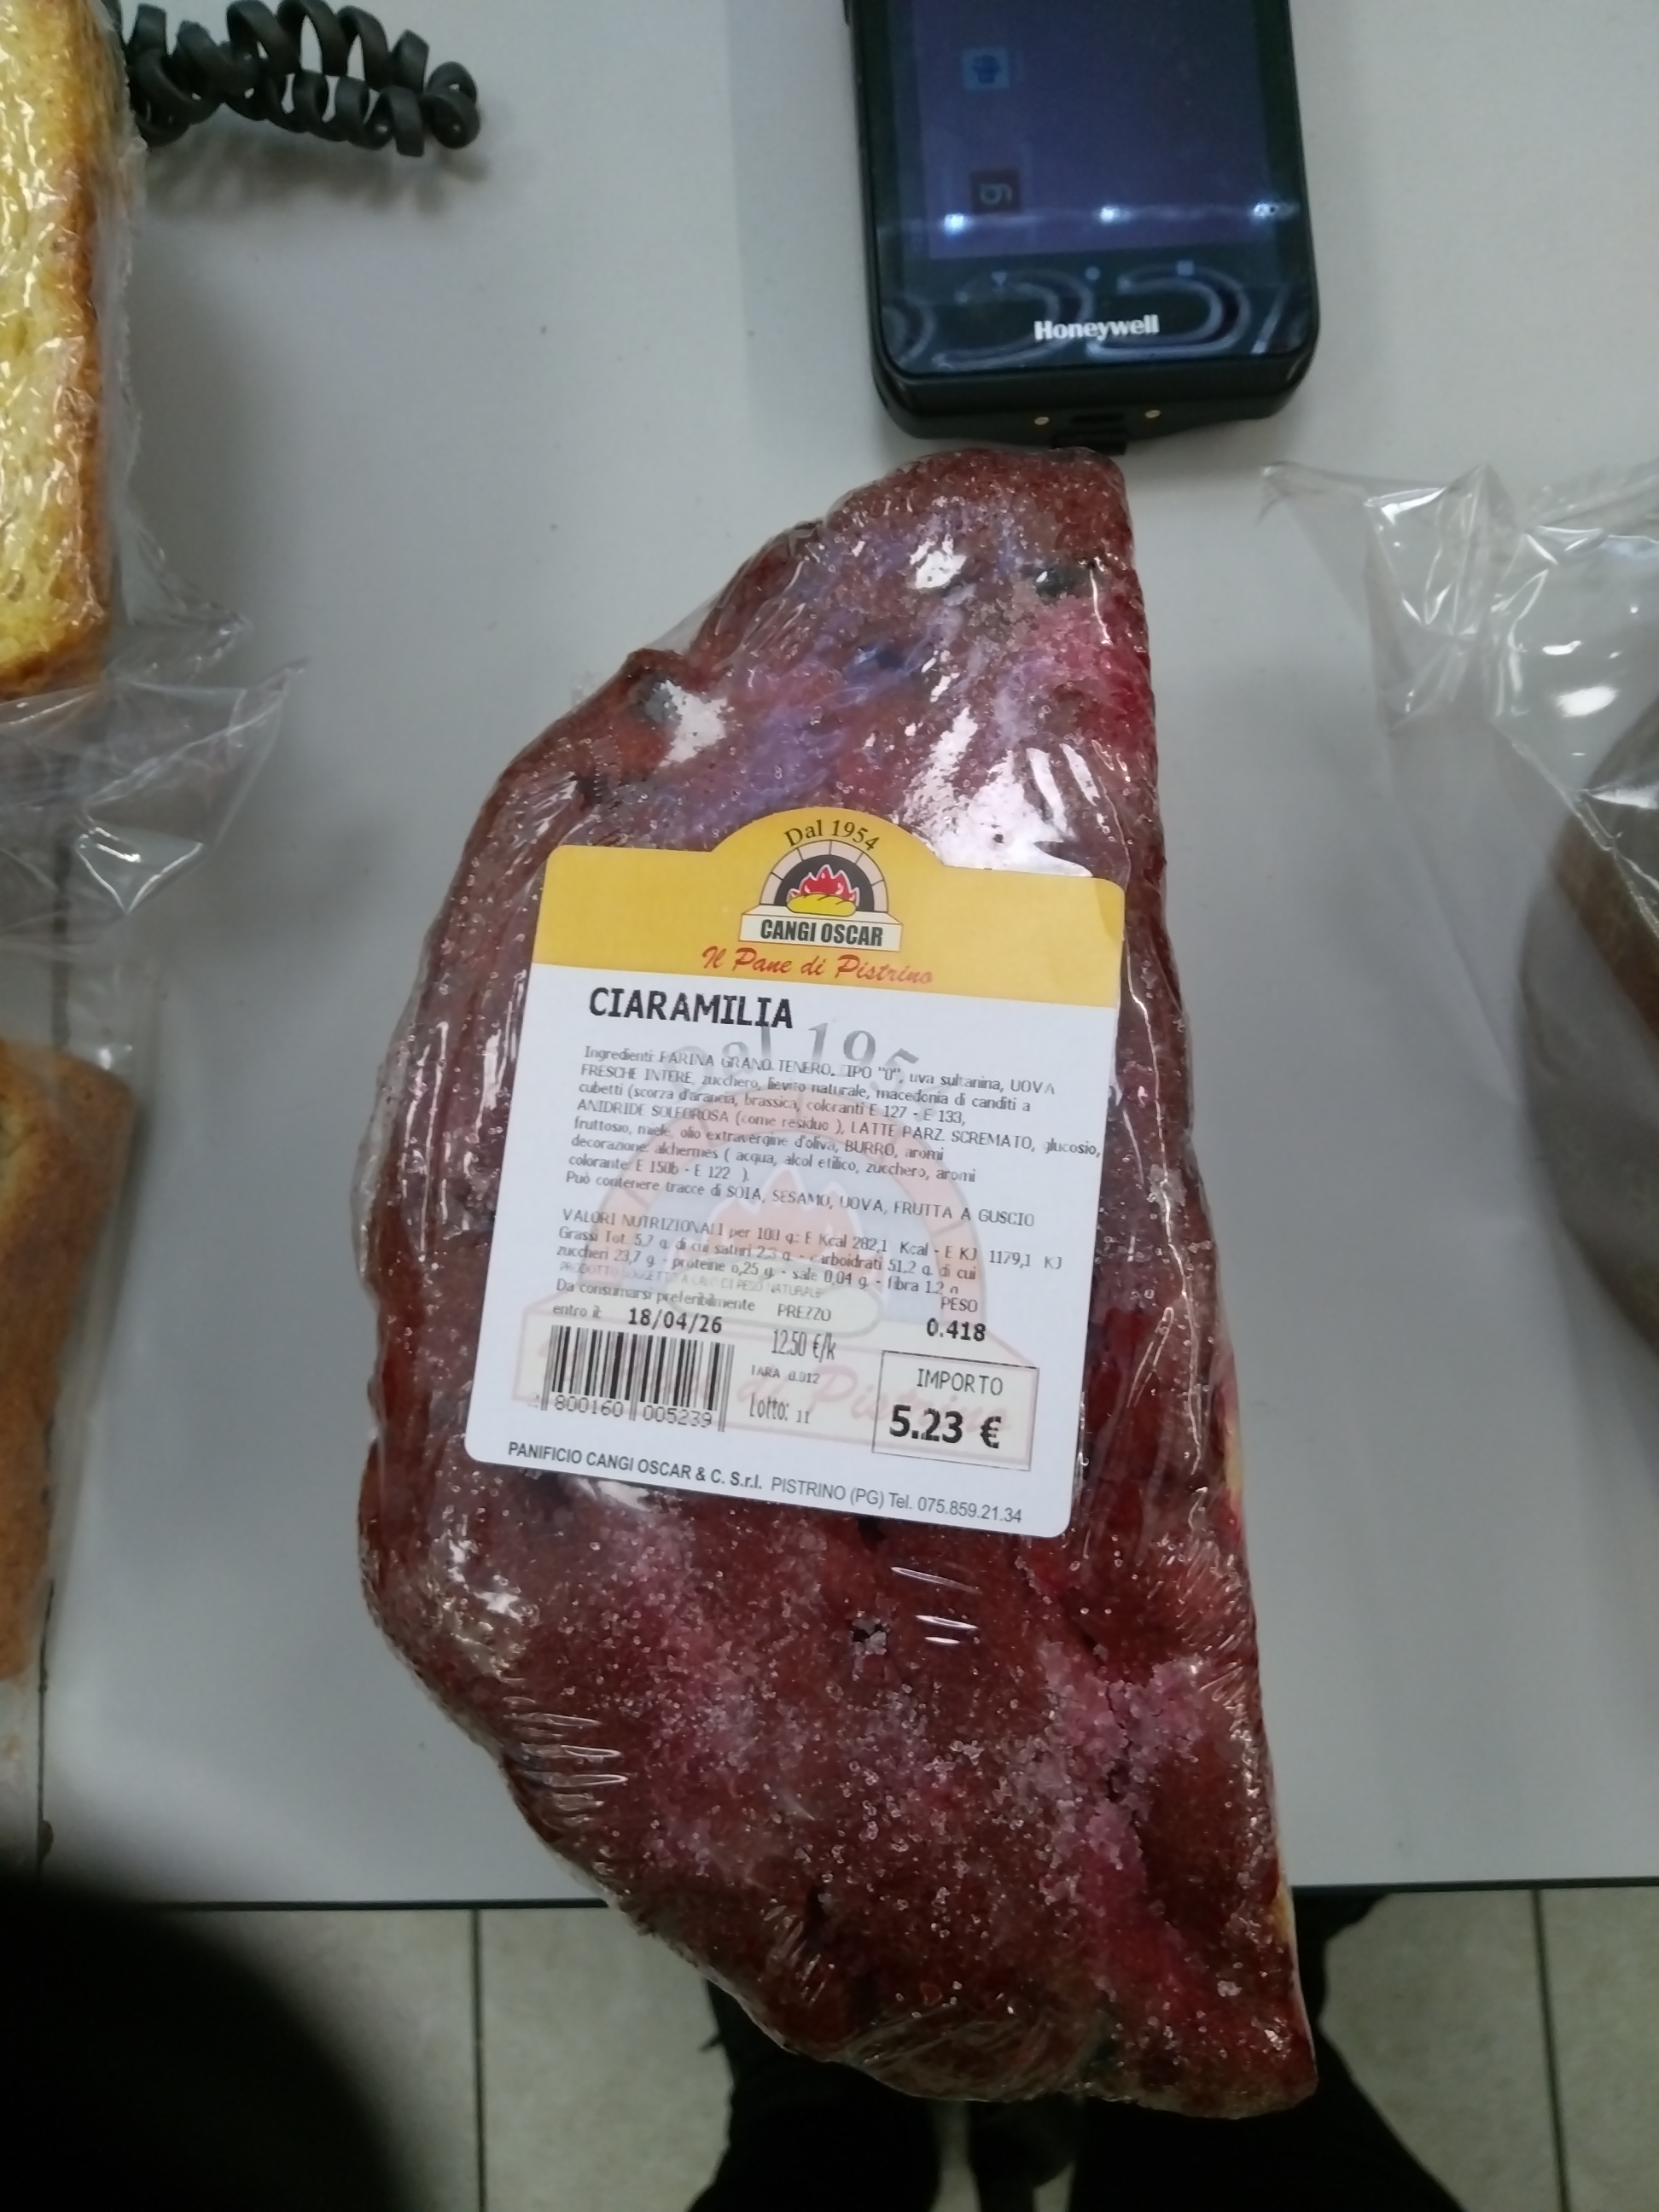 Honeywell
Dal 1954
CANGI OSCAR
Il Pane di Pistrino
CIARAMILIA
Ingredienti: FARINA GRANO TENERO. TIPO "0", uva sultanina, UOVA
FRESCHE INTERE, zucchero, lievito naturale, macedonia di canditi a
cubetti (scorza d'arancia, brassica, coloranti E 127 - E 133,
ANIDRIDE SOLFOROSA (come residuo ), LATTE PARZ. SCREMATO, glucosio,
fruttosio, miele, olio extravergine d'oliva, BURRO, aromi
decorazione: alchermes ( acqua, alcol etilico, zucchero, aromi
colorante: E 150b - E 122 ).
Può contenere tracce di SOIA, SESAMO, UOVA, FRUTTA A GUSCIO
VALORI NUTRIZIONALI per 100 g.: E Kcal 282,1 Kcal - E KJ 1179,1 KJ
Grassi Tot. 5,7 g. di cui saturi 2,3 g. - carboidrati 51.2 g. di cui
zuccheri 23,7 g. - proteine 6,25 g. - sale 0,04 g. - fibra 1.2 g
PRODOTTO SOGGETTO A CALO DI PESO NATURALE
Da consumarsi preferibilmente
entro il: 18/04/26
PREZZO
12.50 €/k
PESO
0.418
TARA 0.012
Lotto: 11
IMPORTO
5.23 €
800160 005239
PANIFICIO CANGI OSCAR & C. S.r.l. PISTRINO (PG) Tel. 075.859.21.34